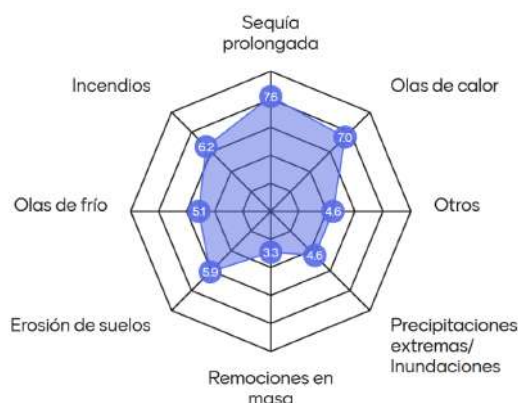 Sequía
prolongada
7.6
Incendios
Olas de calor
6.2
7.0
Olas de frío
5.1
4.6
Otros
5.9
3.3
4.6
Erosión de suelos
Precipitaciones
extremas/
Inundaciones
Remociones en
masa